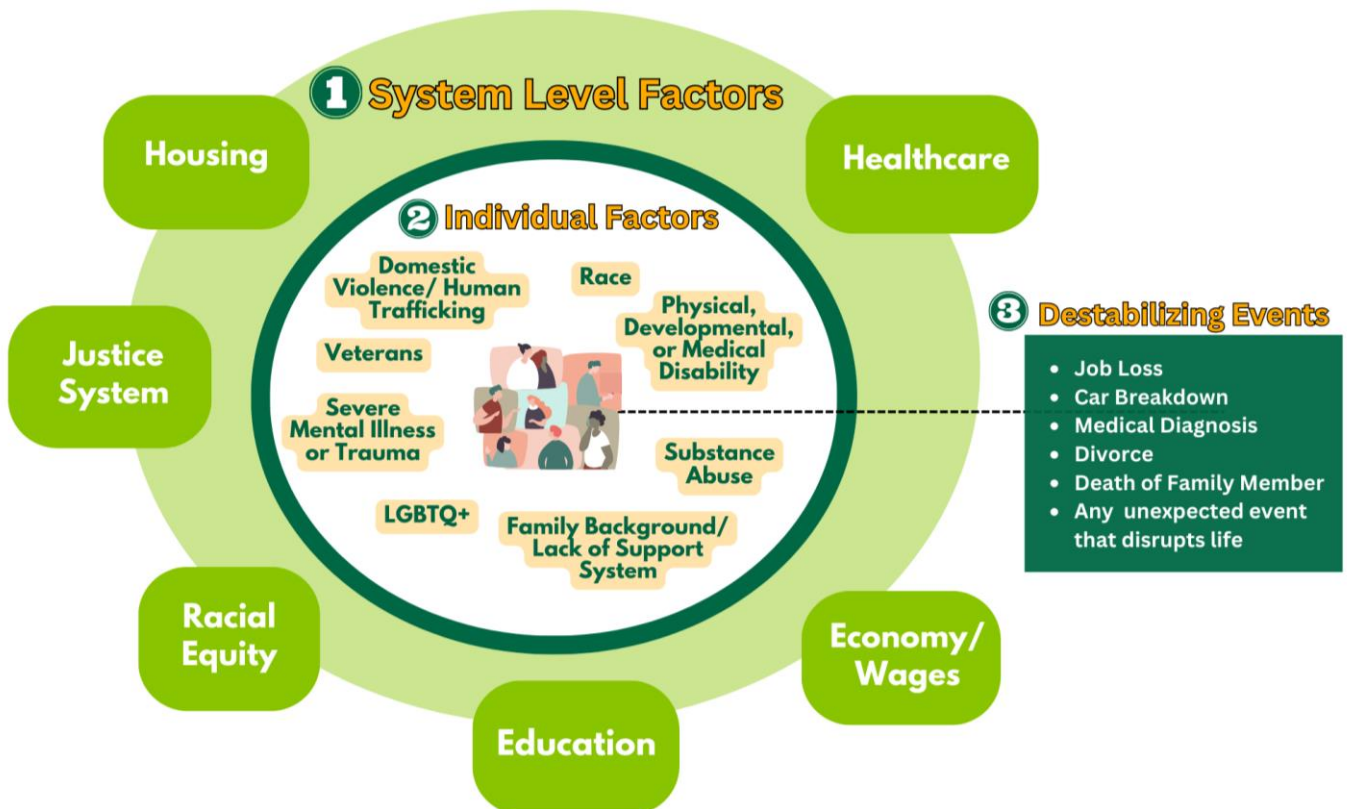 1 System Level Factors
Housing
Healthcare
Justice
System
Racial
Equity
Education
Economy/
Wages
2 Individual Factors
Domestic
Violence/ Human
Trafficking
Race
Physical,
Developmental,
or Medical
Disability
Veterans
Severe
Mental Illness
or Trauma
Substance
Abuse
LGBTQ+
Family Background/
Lack of Support
System
3 Destabilizing Events
• Job Loss
• Car Breakdown
• Medical Diagnosis
• Divorce
• Death of Family Member
• Any unexpected event
that disrupts life